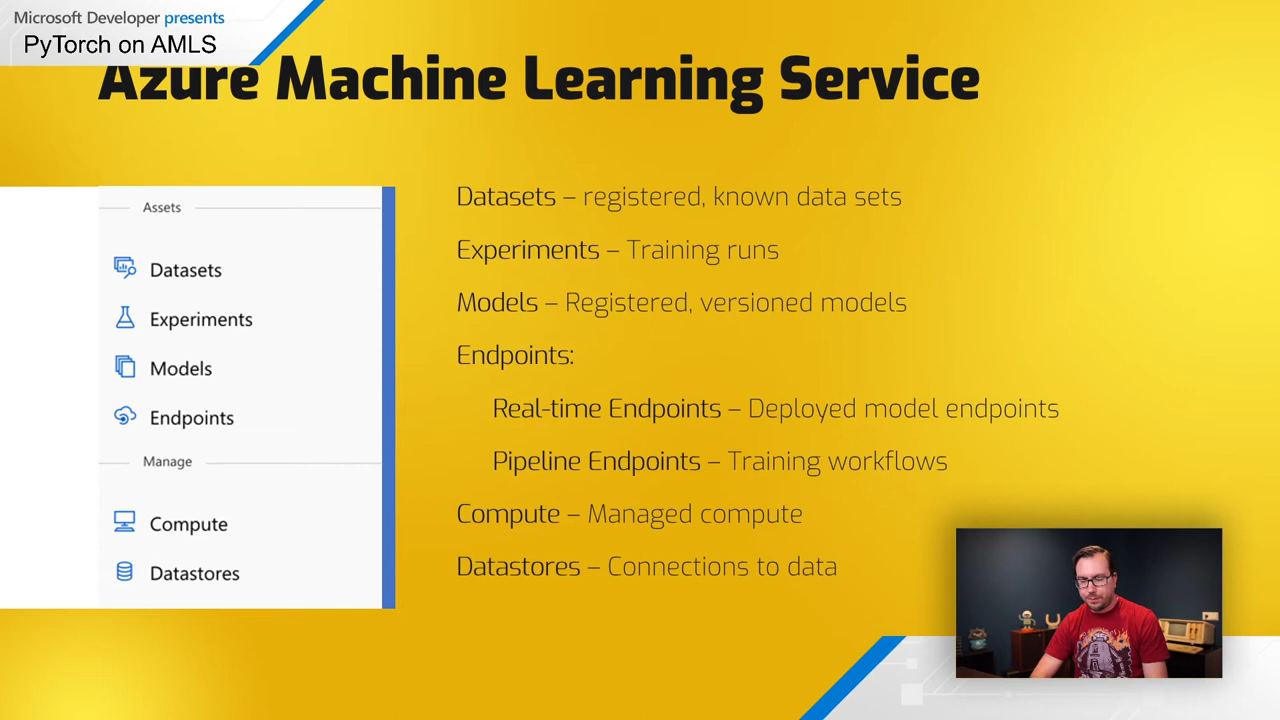 Microsoft Developer presents
PyTorch on AMLS
Azure Machine Learning Service
Assets
Datasets
Experiments
Models
Endpoints
Manage
Compute
Datastores
Datasets – registered, known data sets
Experiments – Training runs
Models – Registered, versioned models
Endpoints:
Real-time Endpoints – Deployed model endpoints
Pipeline Endpoints – Training workflows
Compute – Managed compute
Datastores – Connections to data